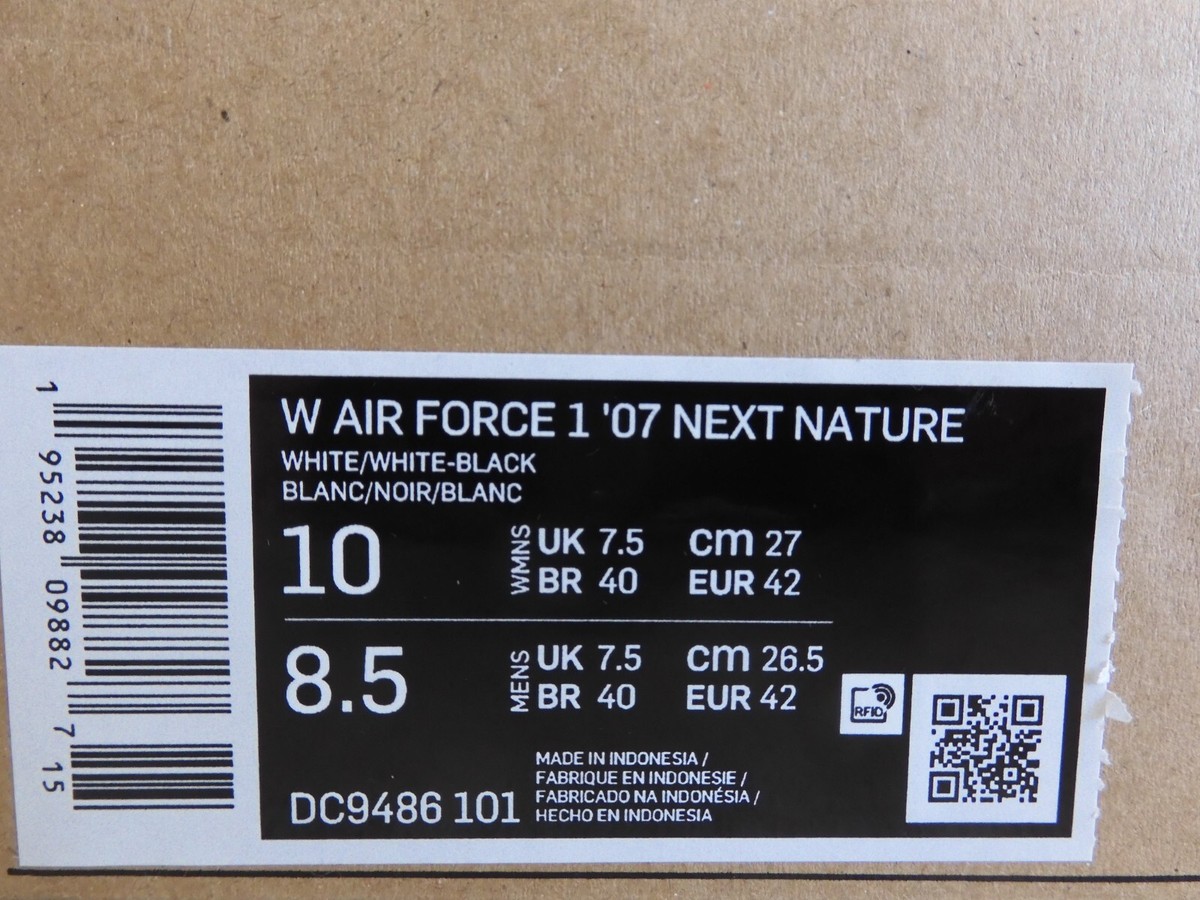 W AIR FORCE 1 '07 NEXT NATURE
WHITE/WHITE-BLACK
BLANC/NOIR/BLANC
10
WMNS
UK 7.5 cm 27
BR 40 EUR 42
8.5
MENS
UK 7.5 cm 26.5
BR 40 EUR 42
RFID
DC9486 101
MADE IN INDONESIA /
FABRIQUE EN INDONESIE /
FABRICADO NA INDONÉSIA /
HECHO EN INDONESIA
1 95238 09882 7 15